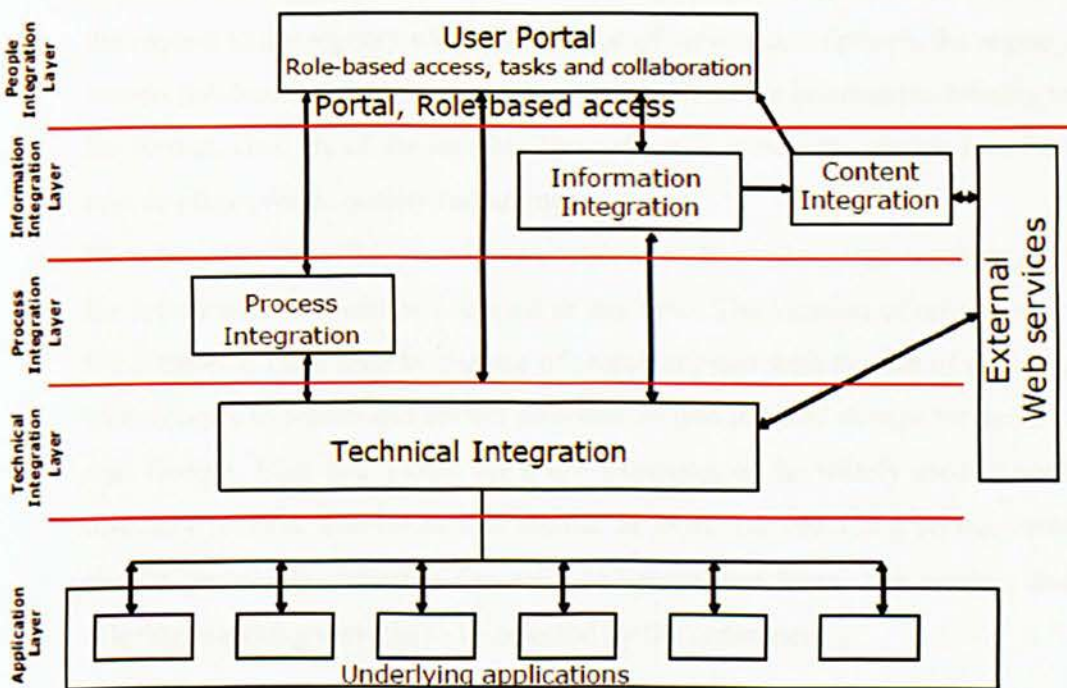 People
Integration
Layer
User Portal
Role-based access, tasks and collaboration
Portal, Role-based access
Information
Integration
Layer
Information
Integration
Content
Integration
External
Web services
Process
Integration
Layer
Process
Integration
Technical
Integration
Layer
Technical Integration
Application
Layer
Underlying applications